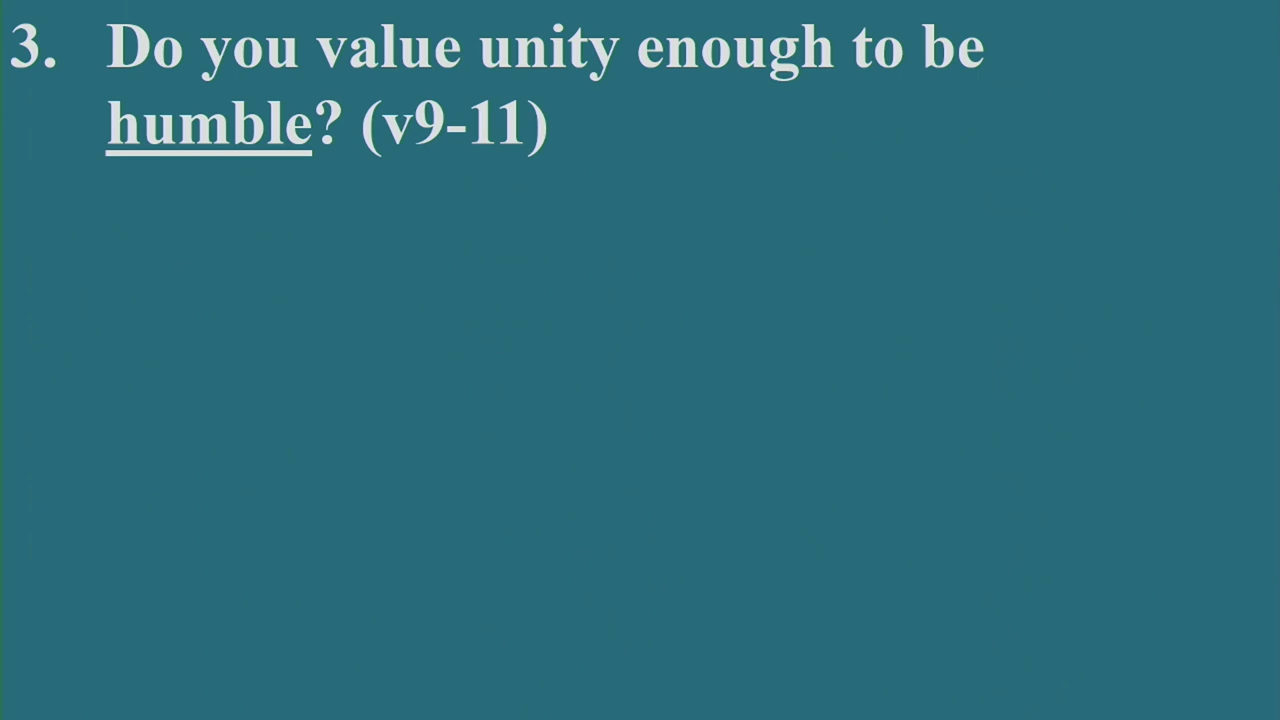 3. Do you value unity enough to be
humble? (v9-11)